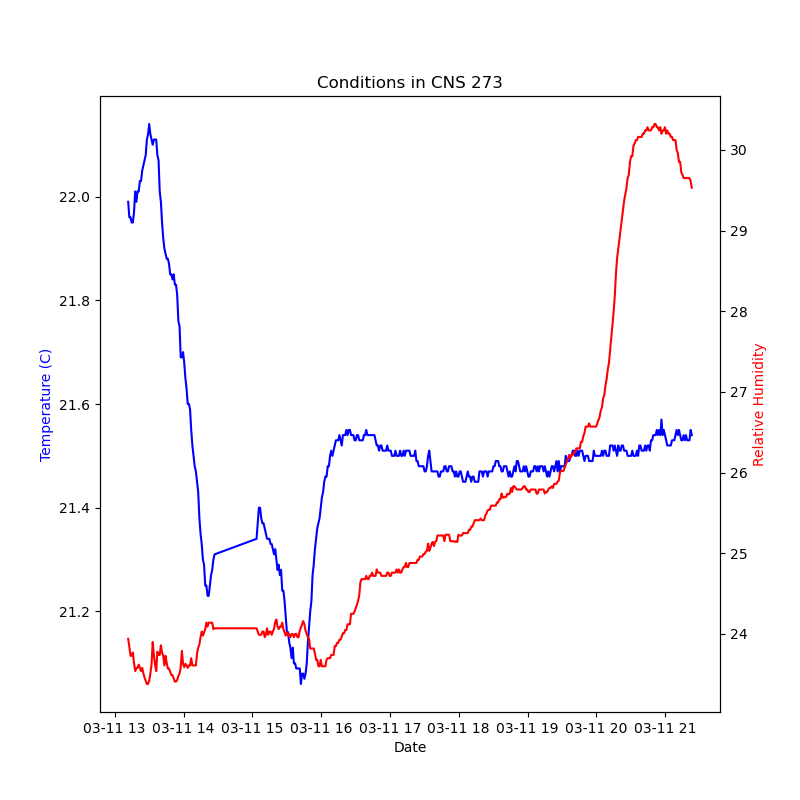 Conditions in CNS 273
Temperature (C)
22.0
21.8
21.6
21.4
21.2
30
29
28
27
26
25
24
Relative Humidity
03-11 13 03-11 14 03-11 15 03-11 16 03-11 17 03-11 18 03-11 19 03-11 20 03-11 21
Date